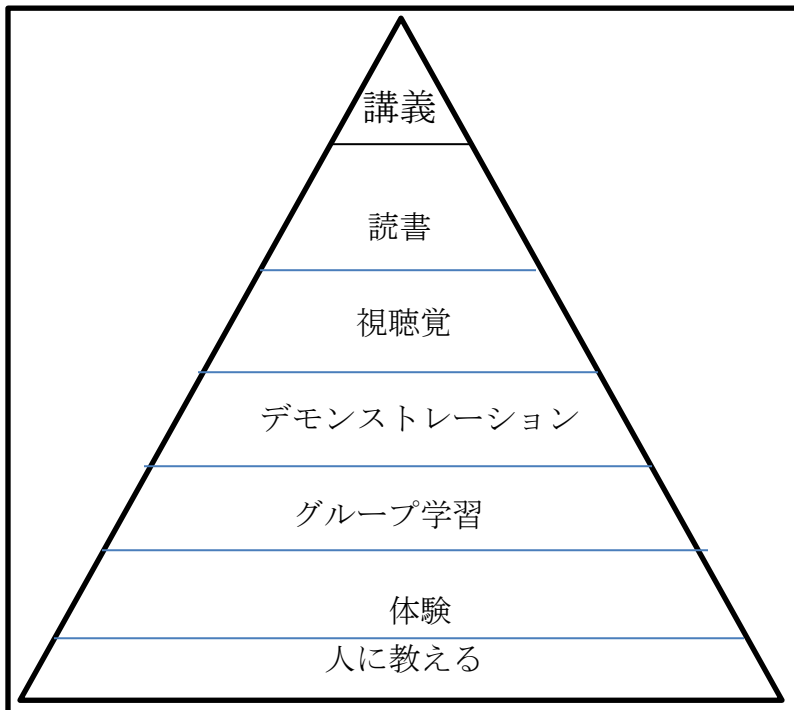 講義
読書
視聴覚
デモンストレーション
グループ学習
体験
人に教える